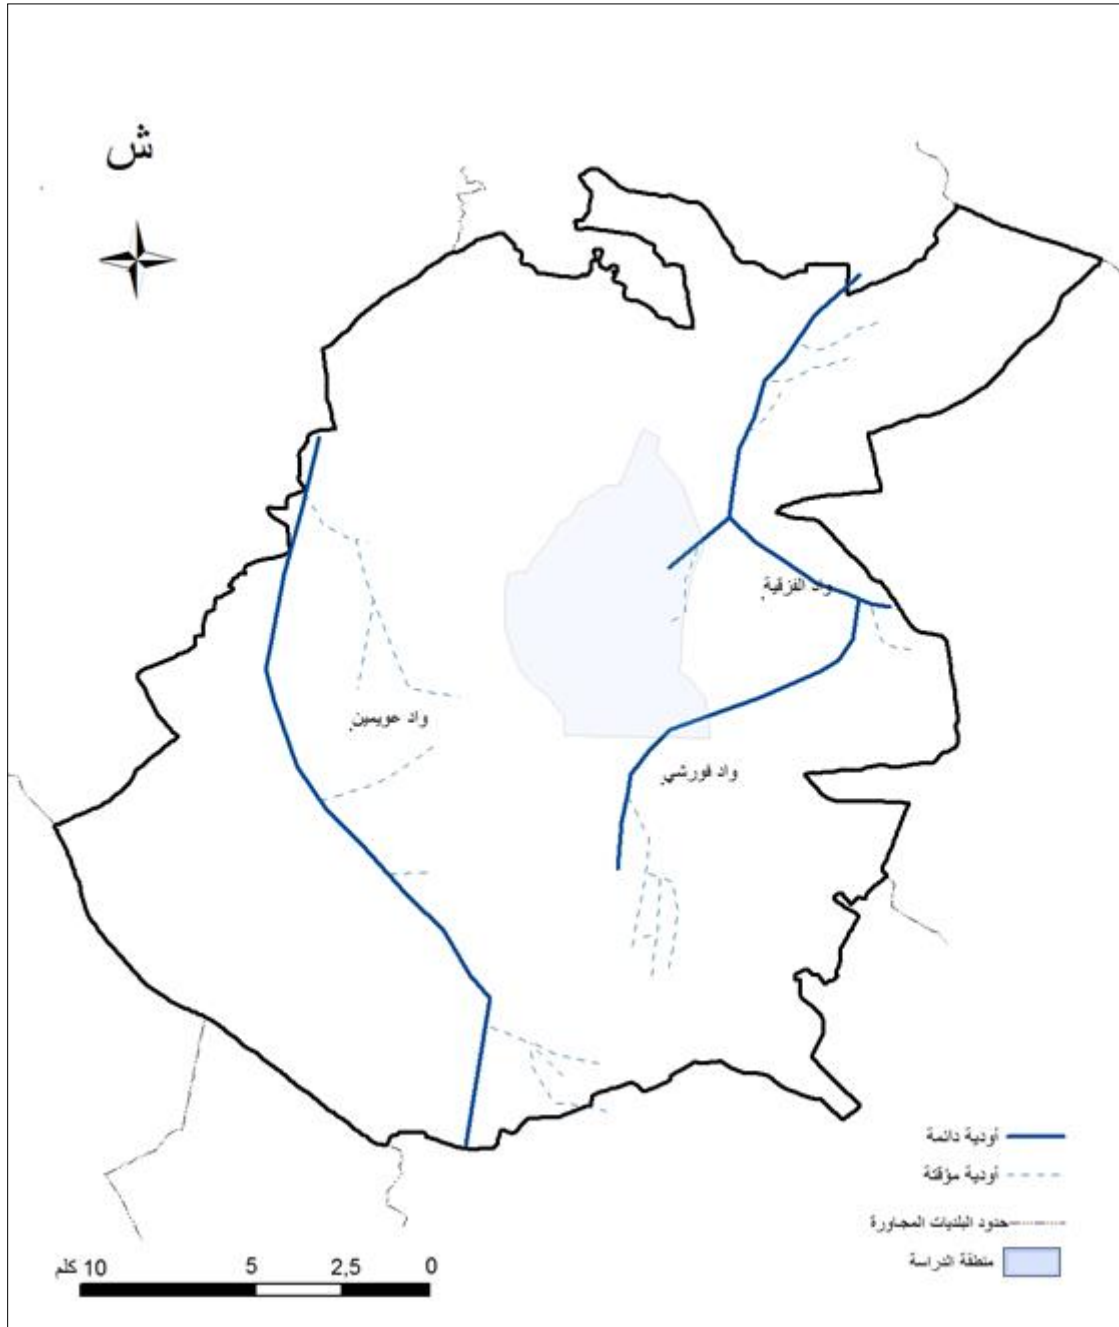 ش
واد الفزقية
واد حويمين
واد فورشي
أودية دائمة
أودية مؤقتة
حدود البلديات المجاورة
منطقة الدراسة
0 2,5 5 10 كلم